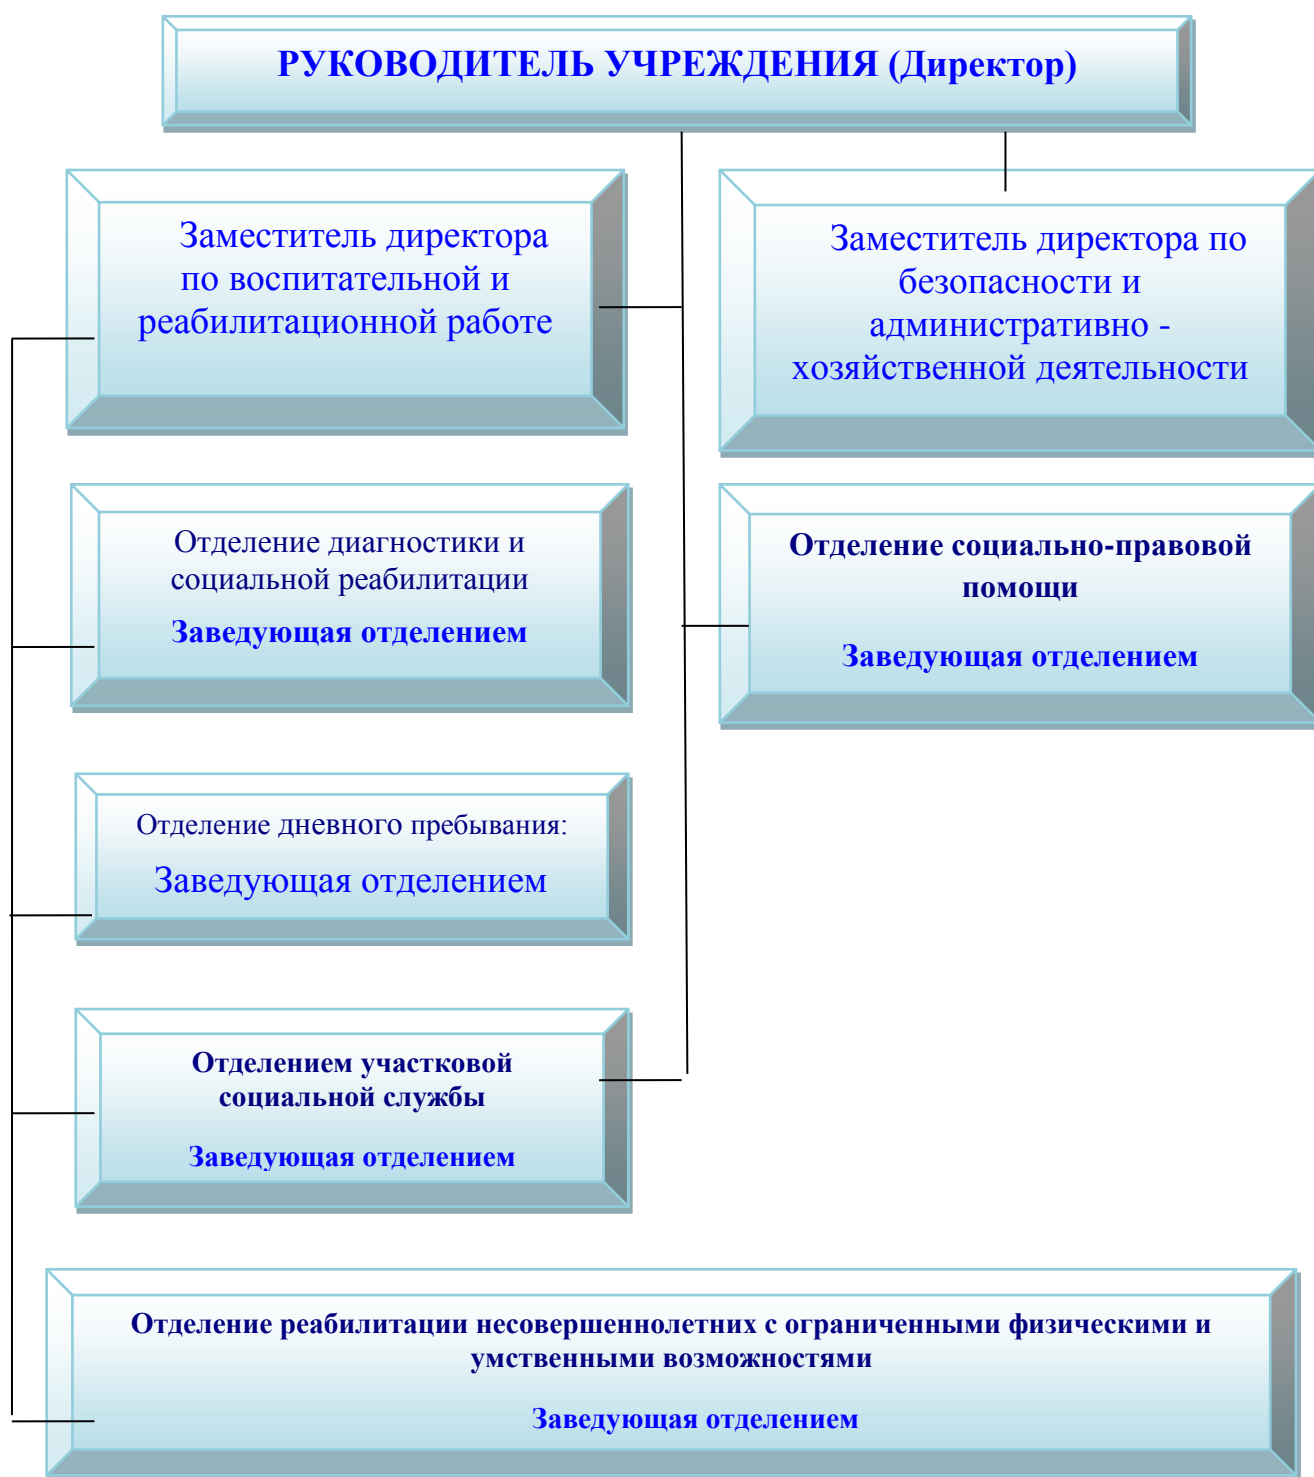 РУКОВОДИТЕЛЬ УЧРЕЖДЕНИЯ (Директор)
Заместитель директора
по воспитательной и
реабилитационной работе
Заместитель директора по
безопасности и
административно -
хозяйственной деятельности
Отделение диагностики и
социальной реабилитации
Заведующая отделением
Отделение социально-правовой
помощи
Заведующая отделением
Отделение дневного пребывания:
Заведующая отделением
Отделением участковой
социальной службы
Заведующая отделением
Отделение реабилитации несовершеннолетних с ограниченными физическими и
умственными возможностями
Заведующая отделением